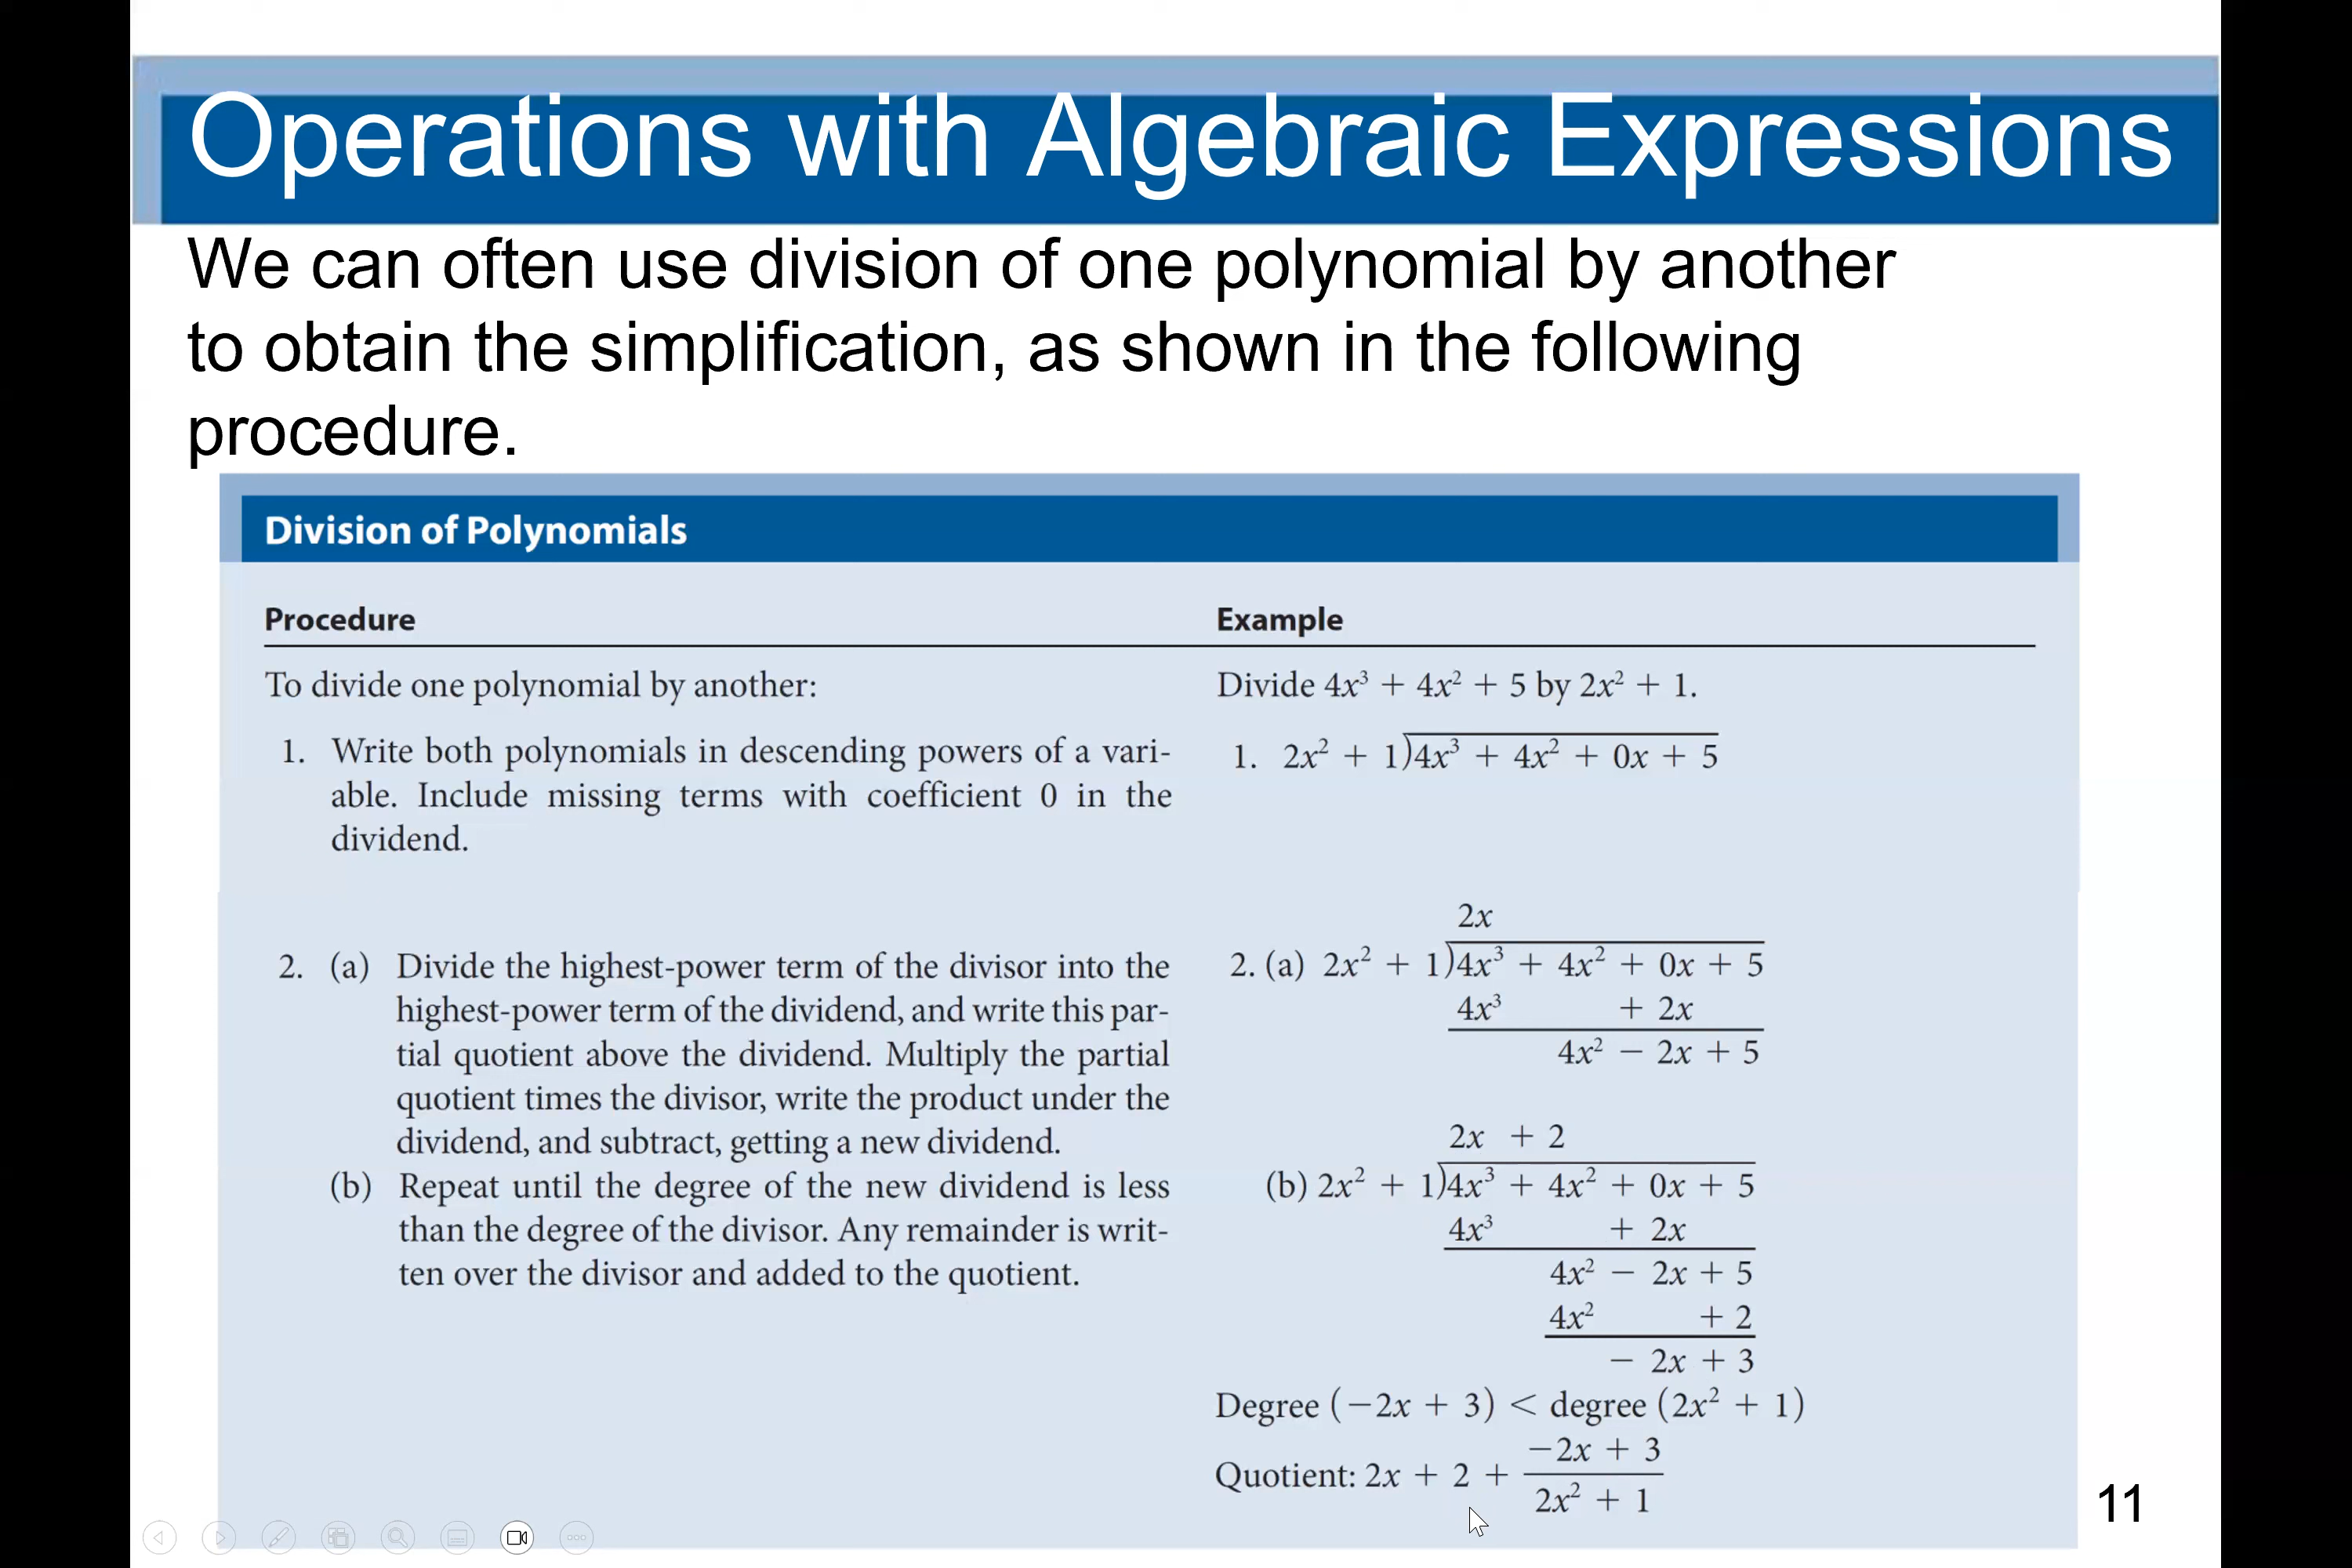 Operations with Algebraic Expressions
We can often use division of one polynomial by another
to obtain the simplification, as shown in the following
procedure.
Division of Polynomials
Procedure
To divide one polynomial by another:
1. Write both polynomials in descending powers of a vari-
able. Include missing terms with coefficient 0 in the
dividend.
2. (a) Divide the highest-power term of the divisor into the
highest-power term of the dividend, and write this par-
tial quotient above the dividend. Multiply the partial
quotient times the divisor, write the product under the
dividend, and subtract, getting a new dividend.
(b) Repeat until the degree of the new dividend is less
than the degree of the divisor. Any remainder is writ-
ten over the divisor and added to the quotient.
Example
Divide 4x³ + 4x² + 5 by 2x² + 1.
1. 2x² + 1)4x³ + 4x² + 0x + 5
2x
2. (a) 2x² + 1)4x³ + 4x² + 0x + 5
4x³ + 2x
4x² − 2x + 5
2x + 2
(b) 2x² + 1)4x³ + 4x² + 0x + 5
4x³ + 2x
4x² − 2x + 5
4x² + 2
− 2x + 3
Degree (−2x + 3) < degree (2x² + 1)
−2x + 3
Quotient: 2x + 2 +
2x² + 1
11